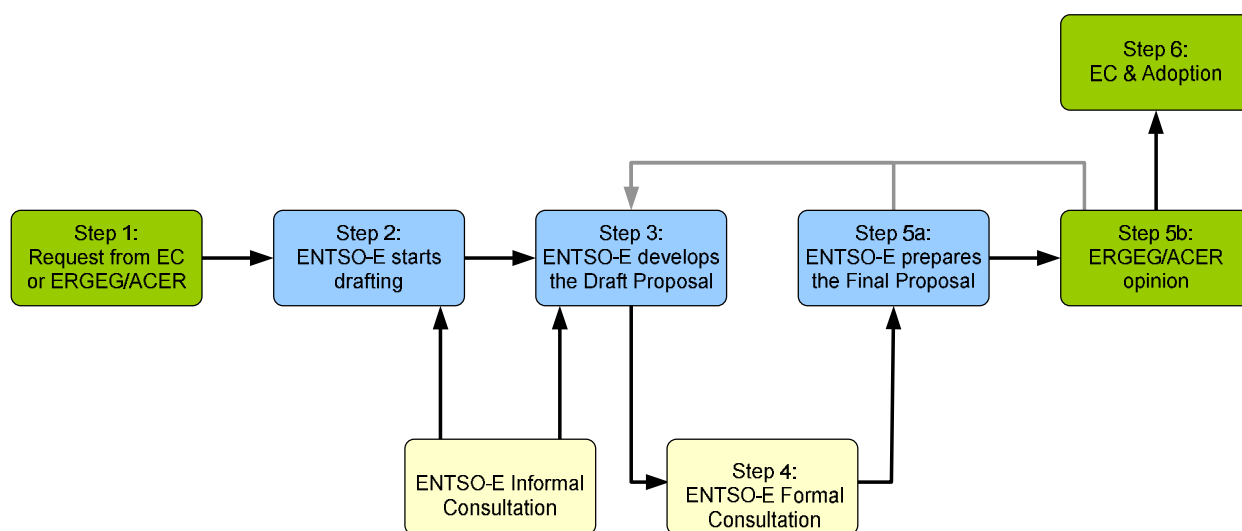 Step 6:
EC & Adoption
Step 1:
Request from EC
or ERGEG/ACER
Step 2:
ENTSO-E starts
drafting
Step 3:
ENTSO-E develops
the Draft Proposal
Step 5a:
ENTSO-E prepares
the Final Proposal
Step 5b:
ERGEG/ACER
opinion
ENTSO-E Informal
Consultation
Step 4:
ENTSO-E Formal
Consultation